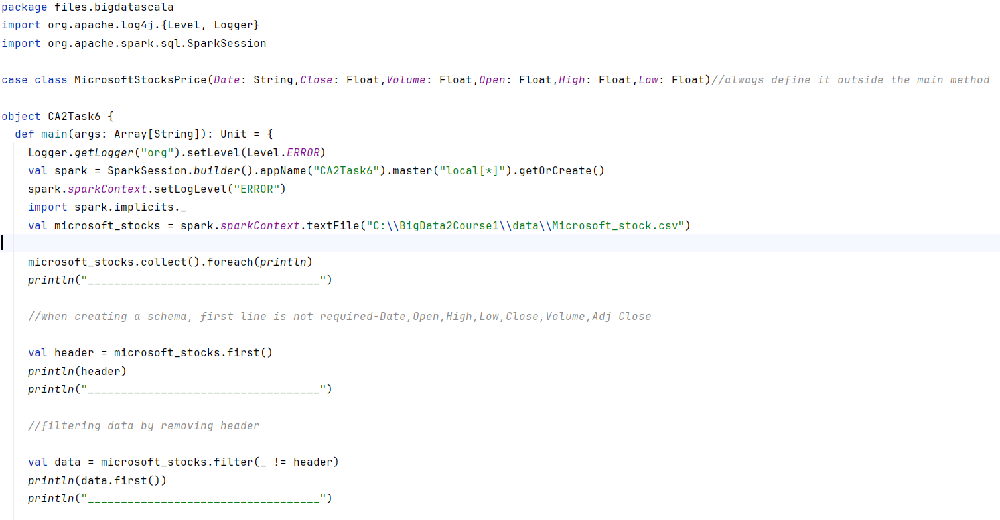 package files.bigdatascala
import org.apache.log4j.{Level, Logger}
import org.apache.spark.sql.SparkSession
case class MicrosoftStocksPrice(Date: String,Close: Float,Volume: Float,Open: Float,High: Float,Low: Float)//always define it outside the main method
object CA2Task6 {
def main(args: Array[String]): Unit = {
Logger.getLogger("org").setLevel(Level.ERROR)
val spark = SparkSession.builder().appName("CA2Task6").master("local[*]").getOrCreate()
spark.sparkContext.setLogLevel("ERROR")
import spark.implicits._
val microsoft_stocks = spark.sparkContext.textFile("C:\\BigData2Course1\\data\\Microsoft_stock.csv")
microsoft_stocks.collect().foreach(println)
println("___________________________________")
//when creating a schema, first line is not required-Date,Open,High,Low,Close,Volume,Adj Close
val header = microsoft_stocks.first()
println(header)
println("___________________________________")
//filtering data by removing header
val data = microsoft_stocks.filter(_ != header)
println(data.first())
println("___________________________________")